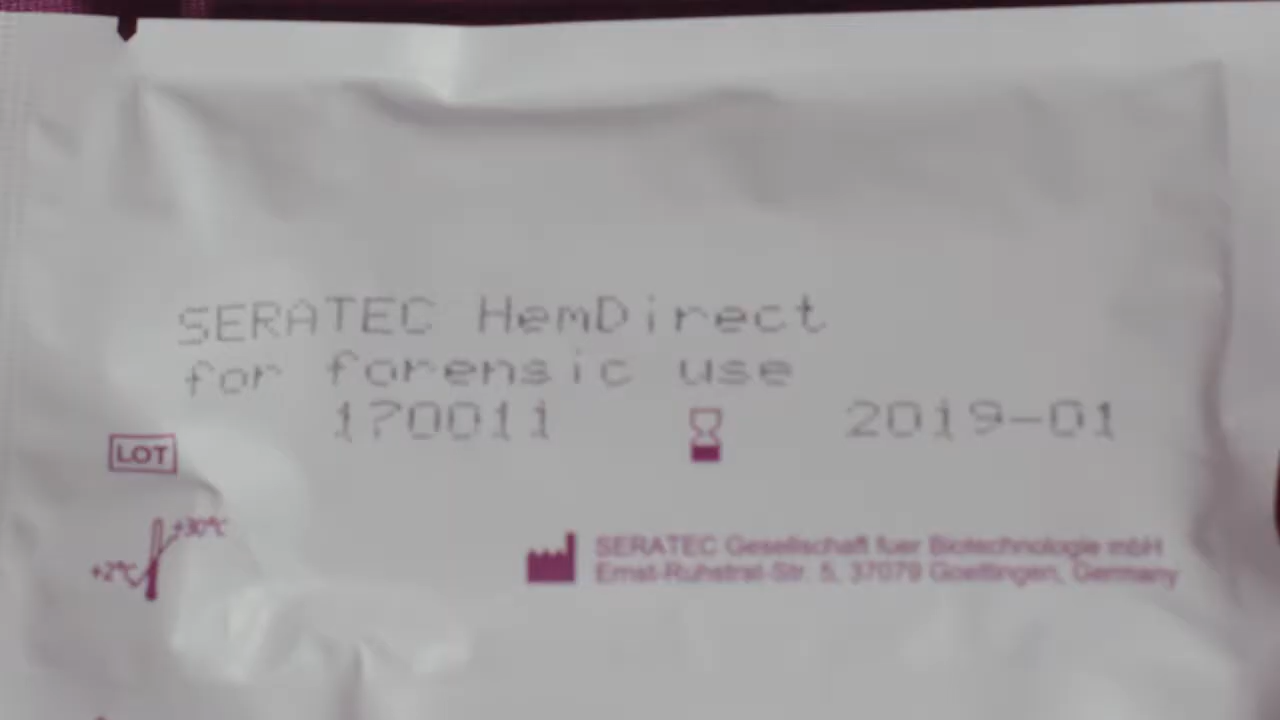 SERATEC HemDirect
for forensic use
170011 2019-01
LOT
+30°C
+2°C
SERATEC Gesellschaft fuer Biotechnologie mbH
Ernst-Ruhstrat-Str. 5, 37079 Goettingen, Germany